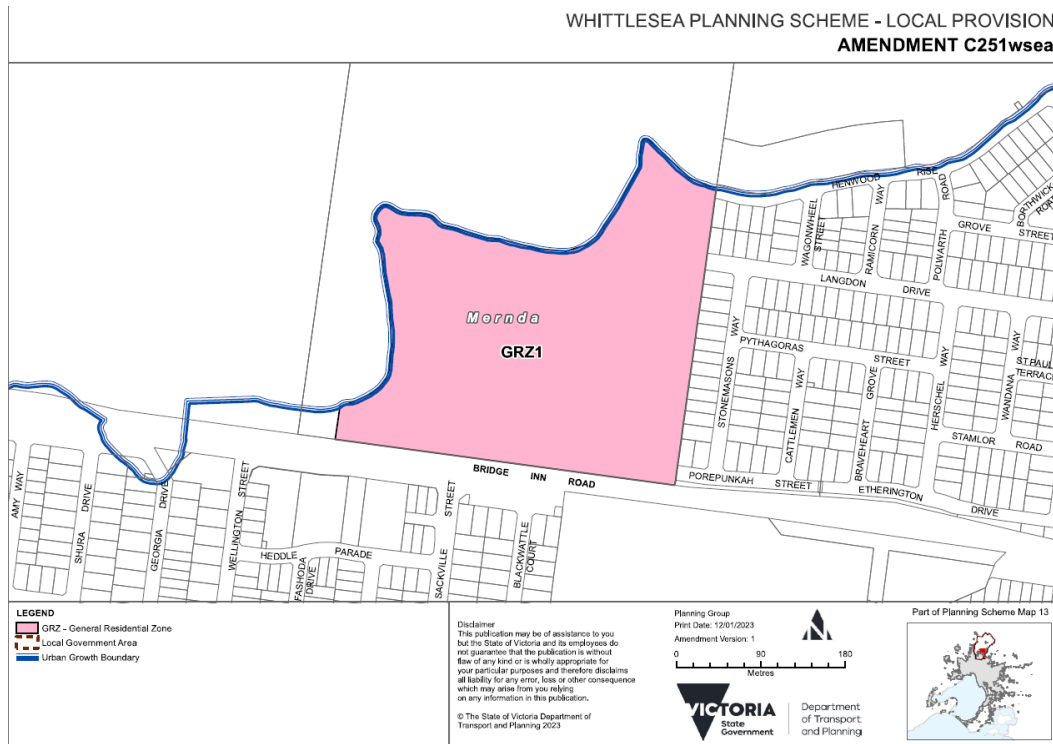 WHITTLESEA PLANNING SCHEME - LOCAL PROVISION
AMENDMENT C251wsea
HENWOOD
RISE
WAGONWHEEL
STREET
RAMICORN
WAY
POLWARTH
ROAD
BORTHWICK
ROAD
GROVE
STREET
LANGDON
DRIVE
Mernda
GRZ1
STONEMASONS
WAY
PYTHAGORAS
STREET
CATTLEMEN
WAY
BRAVEHEART
GROVE
HERSCHEL
WAY
WANDANA
WAY
ST PAUL
TERRACE
STAMLOR
ROAD
BRIDGE INN ROAD
POREPUNKAH
STREET
ETHERINGTON
DRIVE
AMY WAY
SHURA
DRIVE
GEORGIA
DRIVE
WELLINGTON
STREET
HEDDLE
PARADE
FASHODA
DRIVE
SACKVILLE
STREET
BLACKWATTLE
COURT
LEGEND
GRZ - General Residential Zone
Local Government Area
Urban Growth Boundary
Disclaimer
This publication may be of assistance to you
but the State of Victoria and its employees do
not guarantee that the publication is without
flaw of any kind or is wholly appropriate for
your particular purposes and therefore disclaims
all liability for any error, loss or other consequence
which may arise from you relying
on any information in this publication.
© The State of Victoria Department of
Transport and Planning 2023
Planning Group
Print Date: 12/01/2023
Amendment Version: 1
0 90 180
Metres
VICTORIA
State
Government
Department
of Transport
and Planning
Part of Planning Scheme Map 13